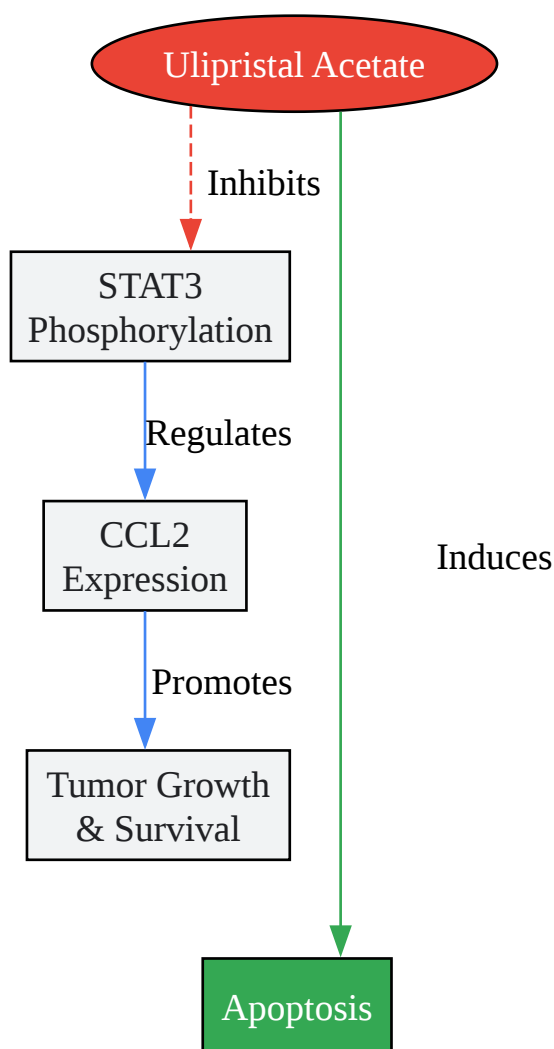 Ulipristal Acetate
Inhibits
STAT3
Phosphorylation
Regulates
CCL2
Expression
Induces
Promotes
Tumor Growth
& Survival
Apoptosis